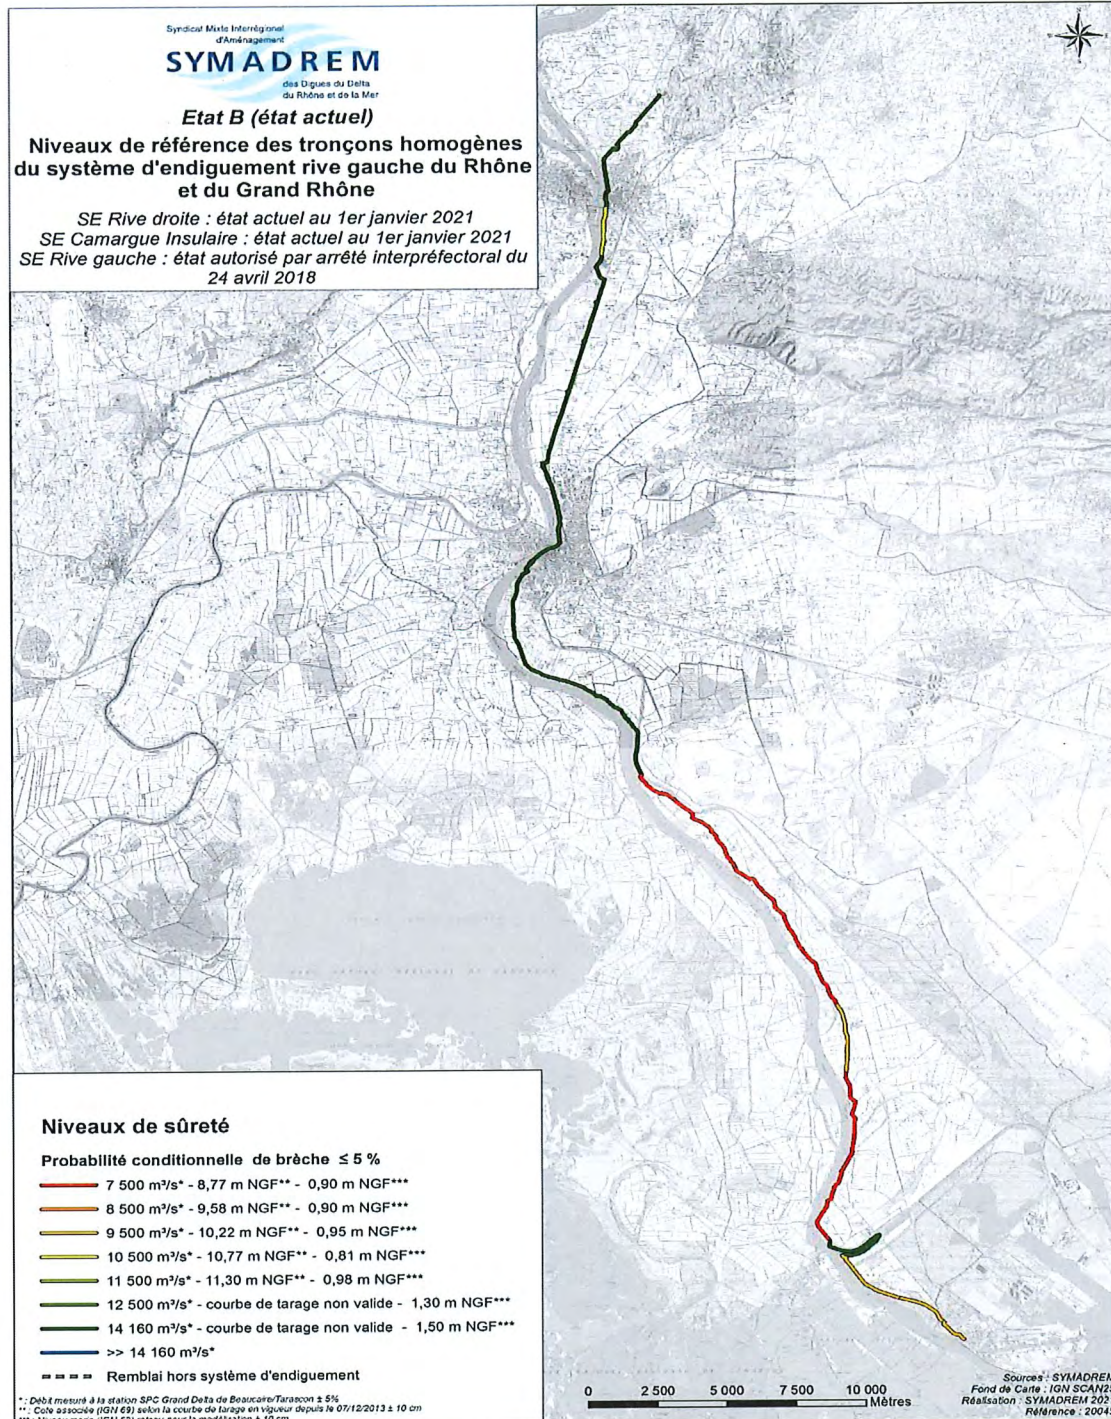 Syndicat Mixte Interrégional
d'Aménagement
SYMADREM
des Digues du Delta
du Rhône et de la Mer
Etat B (état actuel)
Niveaux de référence des tronçons homogènes
du système d'endiguement rive gauche du Rhône
et du Grand Rhône
SE Rive droite : état actuel au 1er janvier 2021
SE Camargue Insulaire : état actuel au 1er janvier 2021
SE Rive gauche : état autorisé par arrêté interpréfectoral du
24 avril 2018
Niveaux de sûreté
Probabilité conditionnelle de brèche ≤ 5 %
7 500 m³/s* - 8,77 m NGF** - 0,90 m NGF***
8 500 m³/s* - 9,58 m NGF** - 0,90 m NGF***
9 500 m³/s* - 10,22 m NGF** - 0,95 m NGF***
10 500 m³/s* - 10,77 m NGF** - 0,81 m NGF***
11 500 m³/s* - 11,30 m NGF** - 0,98 m NGF***
12 500 m³/s* - courbe de tarage non valide - 1,30 m NGF***
14 160 m³/s* - courbe de tarage non valide - 1,50 m NGF***
>> 14 160 m³/s*
Remblai hors système d'endiguement
* : Débit mesuré à la station SPC Grand Delta de Beaucaire/Tarascon ± 5%
** : Cote associée (IGN 69) selon la courbe de tarage en vigueur depuis le 07/12/2013 ± 10 cm
0 2 500 5 000 7 500 10 000
Mètres
Sources : SYMADREM
Fond de Carte : IGN SCAN25
Réalisation : SYMADREM 202
Référence : 2004